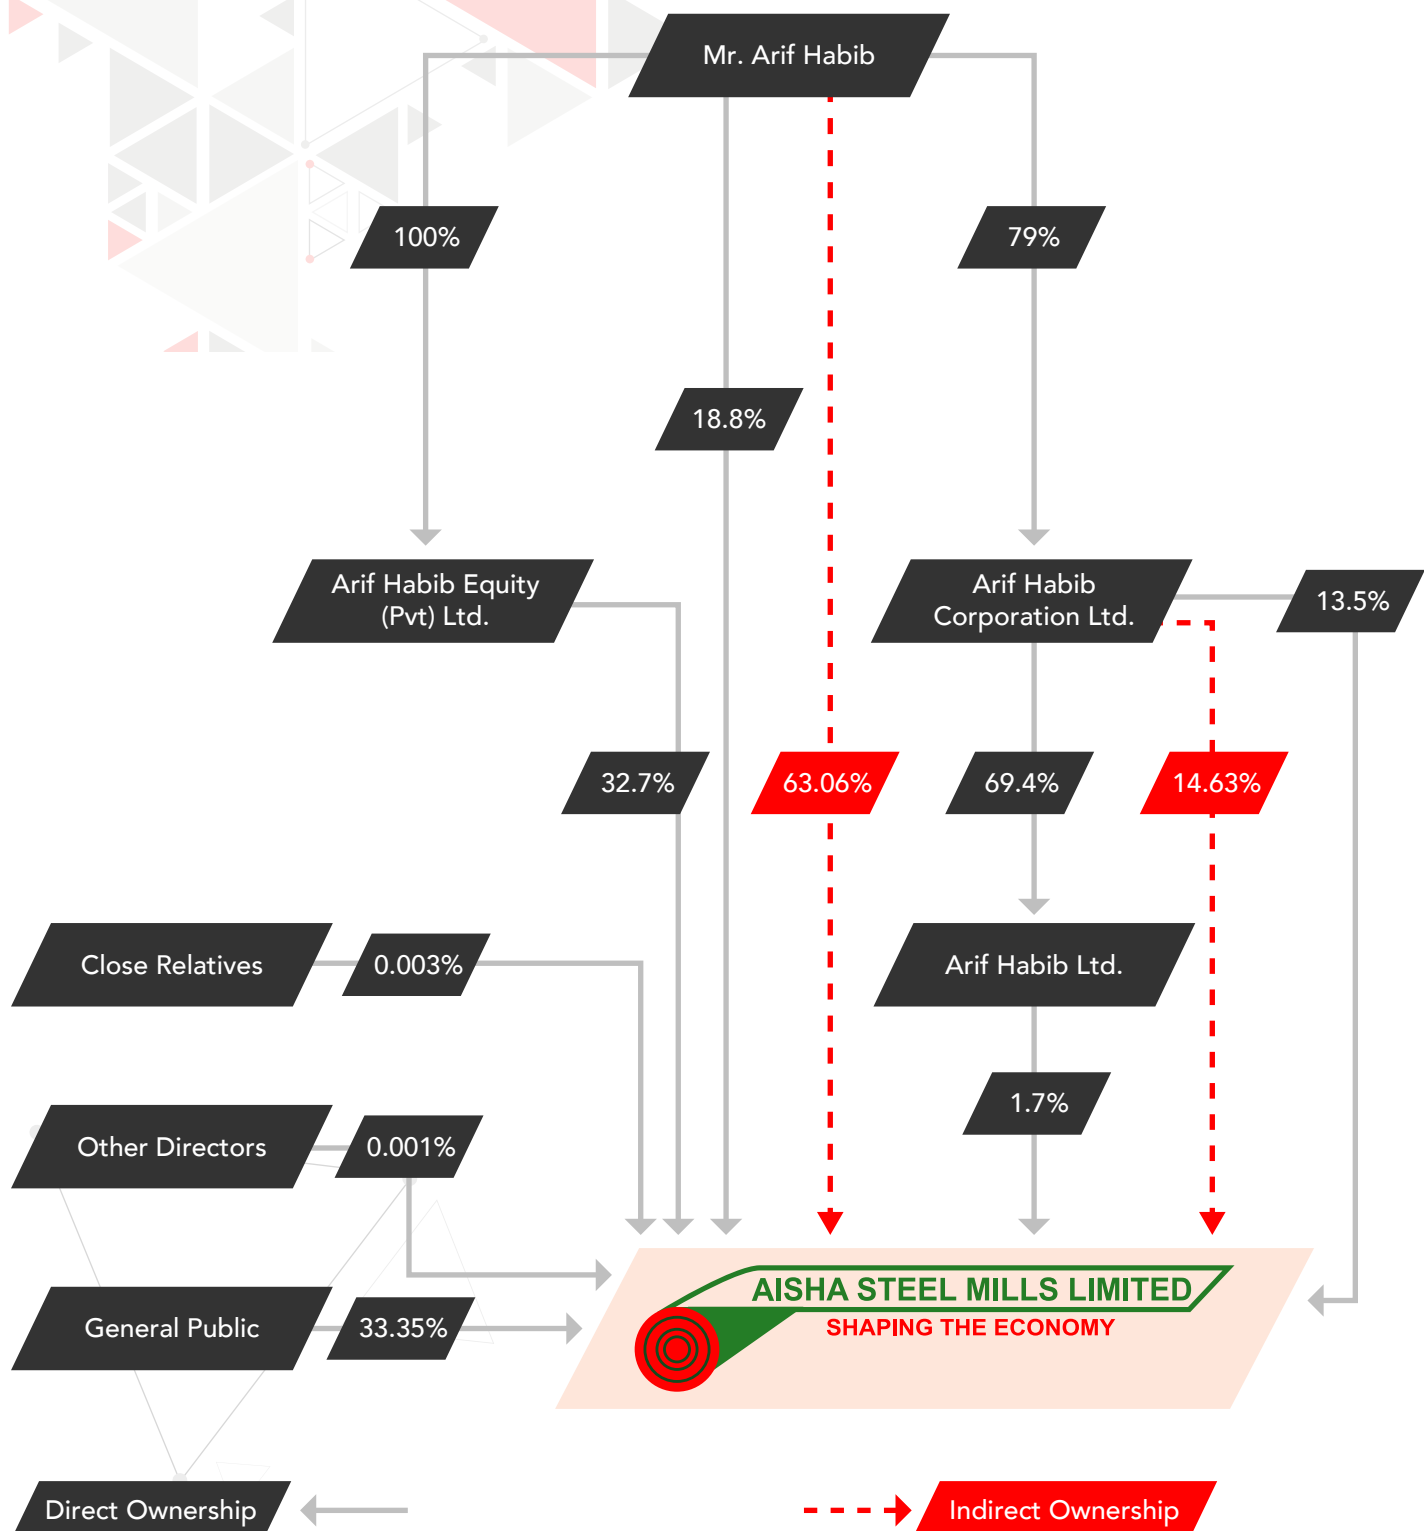 Mr. Arif Habib
100%
79%
18.8%
Arif Habib Equity
(Pvt) Ltd.
Arif Habib
Corporation Ltd.
13.5%
32.7%
63.06%
69.4%
14.63%
Close Relatives
0.003%
Arif Habib Ltd.
1.7%
Other Directors
0.001%
General Public
33.35%
AISHA STEEL MILLS LIMITED
SHAPING THE ECONOMY
Direct Ownership
Indirect Ownership